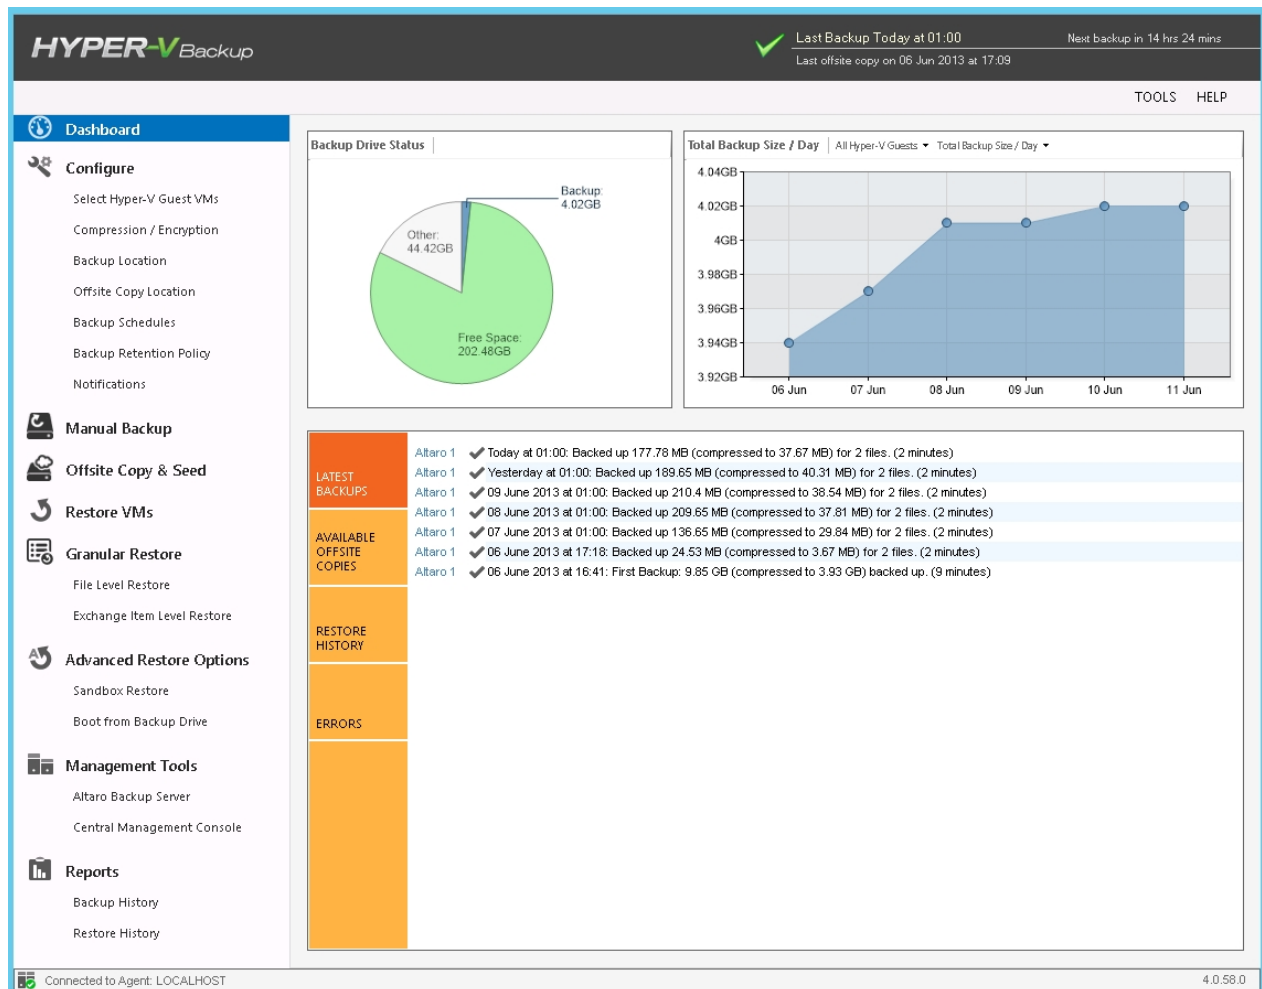 HYPER-V Backup
Last Backup Today at 01:00
Next backup in 14 hrs 24 mins
Last offsite copy on 06 Jun 2013 at 17:09
TOOLS HELP
Dashboard
Configure
Select Hyper-V Guest VMs
Compression / Encryption
Backup Location
Offsite Copy Location
Backup Schedules
Backup Retention Policy
Notifications
Manual Backup
Offsite Copy & Seed
Restore VMs
Granular Restore
File Level Restore
Exchange Item Level Restore
Advanced Restore Options
Sandbox Restore
Boot from Backup Drive
Management Tools
Altaro Backup Server
Central Management Console
Reports
Backup History
Restore History
Backup Drive Status
Backup:
4.02GB
Other:
44.42GB
Free Space:
202.48GB
Total Backup Size / Day All Hyper-V Guests Total Backup Size / Day
4.04GB
4.02GB
4GB
3.98GB
3.96GB
3.94GB
3.92GB
06 Jun 07 Jun 08 Jun 09 Jun 10 Jun 11 Jun
LATEST
BACKUPS
AVAILABLE
OFFSITE
COPIES
RESTORE
HISTORY
ERRORS
Altaro 1 Today at 01:00: Backed up 177.78 MB (compressed to 37.67 MB) for 2 files. (2 minutes)
Altaro 1 Yesterday at 01:00: Backed up 189.65 MB (compressed to 40.31 MB) for 2 files. (2 minutes)
Altaro 1 09 June 2013 at 01:00: Backed up 210.4 MB (compressed to 38.54 MB) for 2 files. (2 minutes)
Altaro 1 08 June 2013 at 01:00: Backed up 209.65 MB (compressed to 37.81 MB) for 2 files. (2 minutes)
Altaro 1 07 June 2013 at 01:00: Backed up 136.65 MB (compressed to 29.84 MB) for 2 files. (2 minutes)
Altaro 1 06 June 2013 at 17:18: Backed up 24.53 MB (compressed to 3.67 MB) for 2 files. (2 minutes)
Altaro 1 06 June 2013 at 16:41: First Backup: 9.85 GB (compressed to 3.93 GB) backed up. (9 minutes)
Connected to Agent: LOCALHOST
4.0.58.0